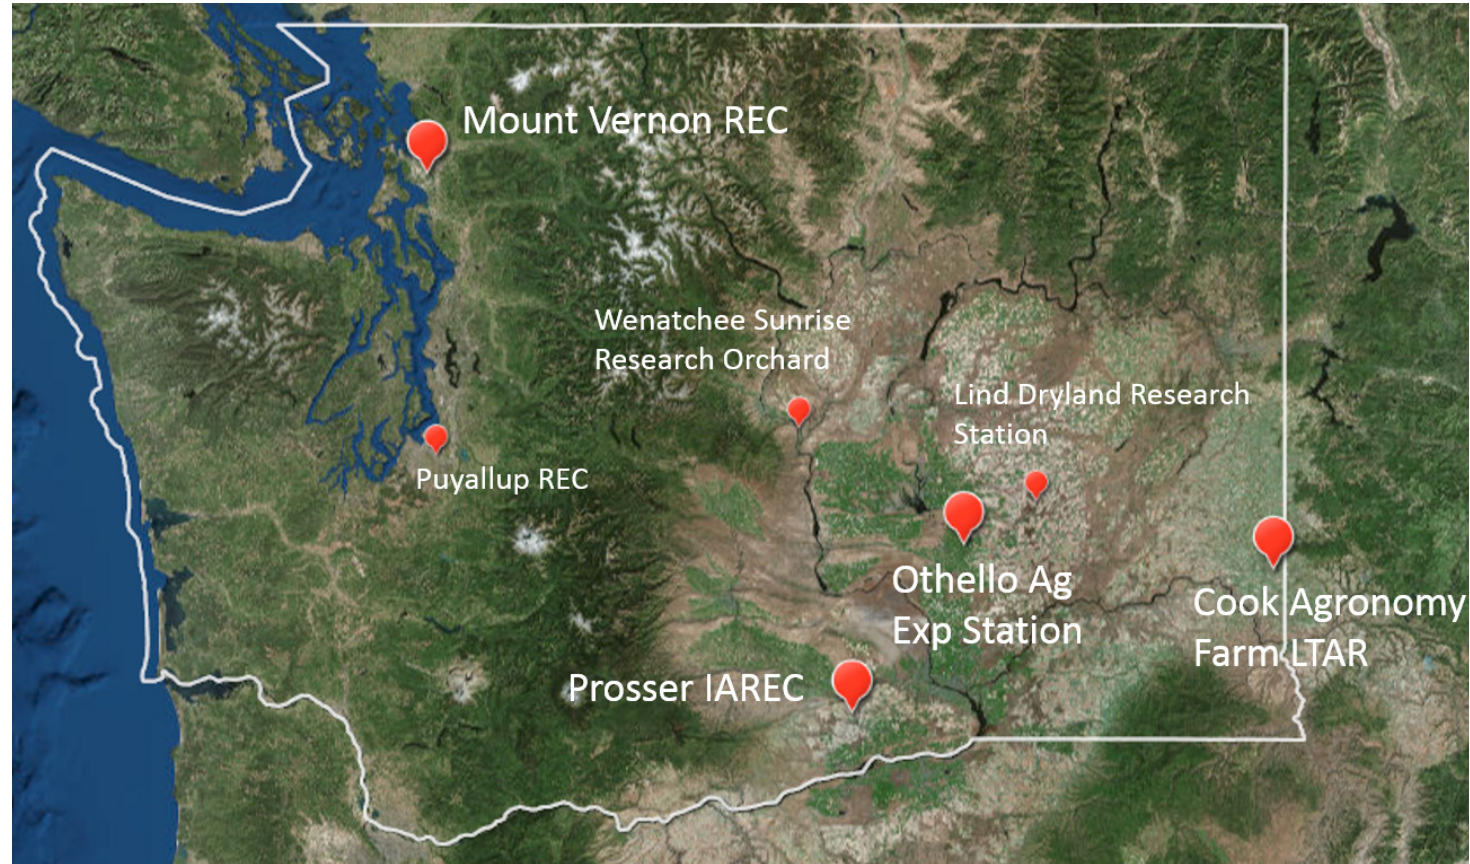 Mount Vernon REC
Wenatchee Sunrise
Research Orchard
Lind Dryland Research
Station
Puyallup REC
Othello Ag
Exp Station
Cook Agronomy
Farm LTAR
Prosser IAREC